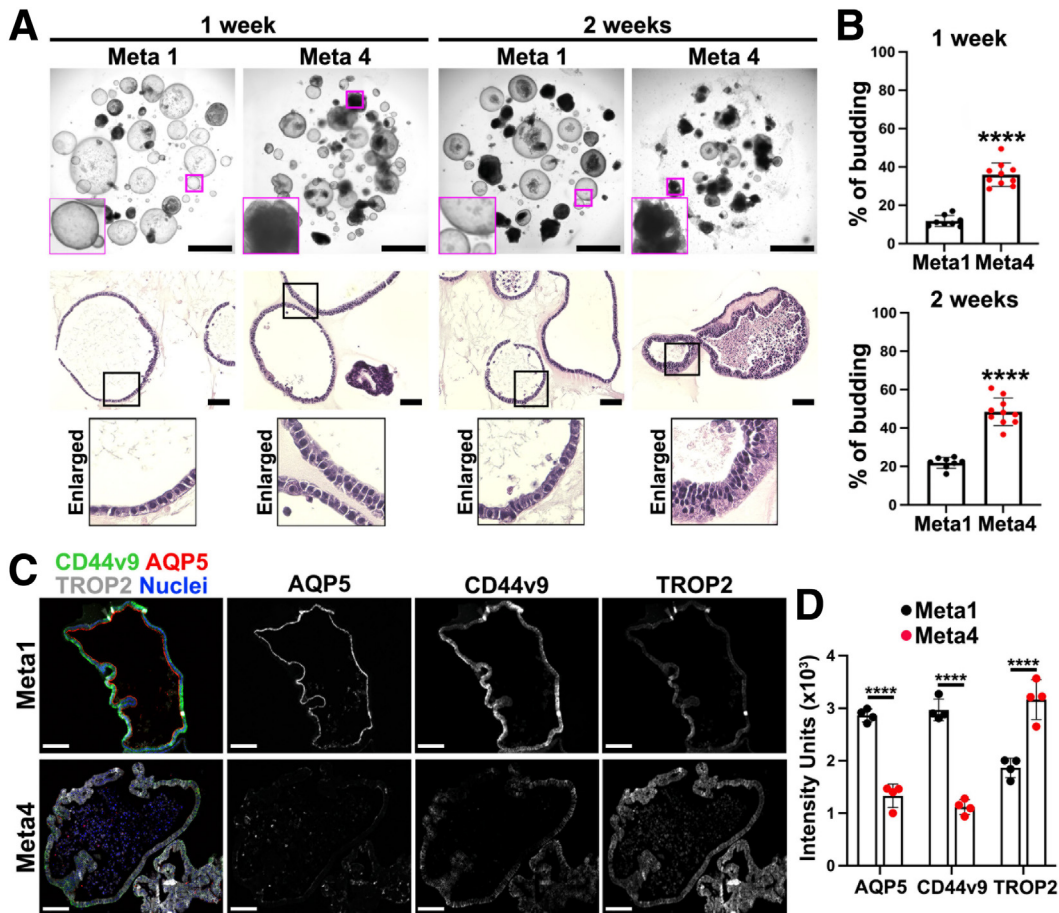 A
1 week
2 weeks
Meta 1
Meta 4
Meta 1
Meta 4
Enlarged
Enlarged
Enlarged
Enlarged
B
1 week
% of budding
100
80
60
40
20
0
****
Meta1
Meta4
2 weeks
% of budding
100
80
60
40
20
0
****
Meta1
Meta4
C
CD44v9 AQP5
TROP2 Nuclei
AQP5
CD44v9
TROP2
Meta1
Meta4
D
Meta1
Meta4
Intensity Units (x10³)
4
3
2
1
0
****
****
****
AQP5
CD44v9
TROP2